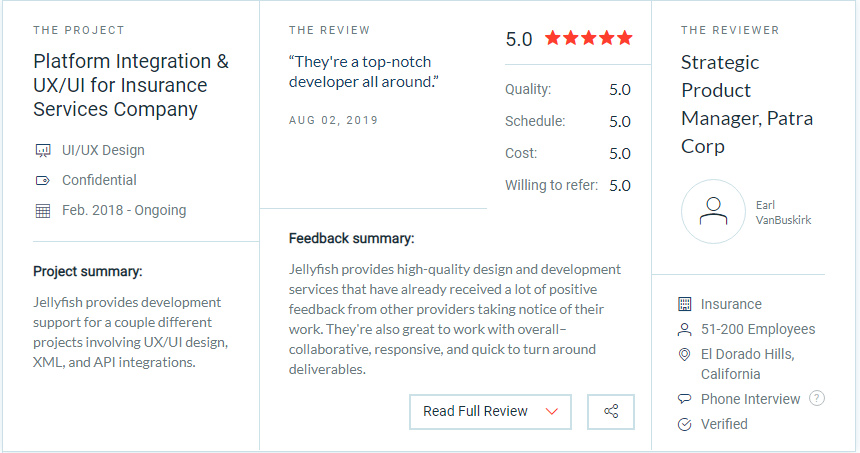 THE PROJECT
Platform Integration &
UX/UI for Insurance
Services Company
UI/UX Design
Confidential
Feb. 2018 - Ongoing
Project summary:
Jellyfish provides development
support for a couple different
projects involving UX/UI design,
XML, and API integrations.
THE REVIEW
“They're a top-notch
developer all around.”
AUG 02, 2019
5.0
Quality: 5.0
Schedule: 5.0
Cost: 5.0
Willing to refer: 5.0
Feedback summary:
Jellyfish provides high-quality design and development
services that have already received a lot of positive
feedback from other providers taking notice of their
work. They're also great to work with overall–
collaborative, responsive, and quick to turn around
deliverables.
Read Full Review
THE REVIEWER
Strategic
Product
Manager, Patra
Corp
Earl
VanBuskirk
Insurance
51-200 Employees
El Dorado Hills,
California
Phone Interview ?
Verified